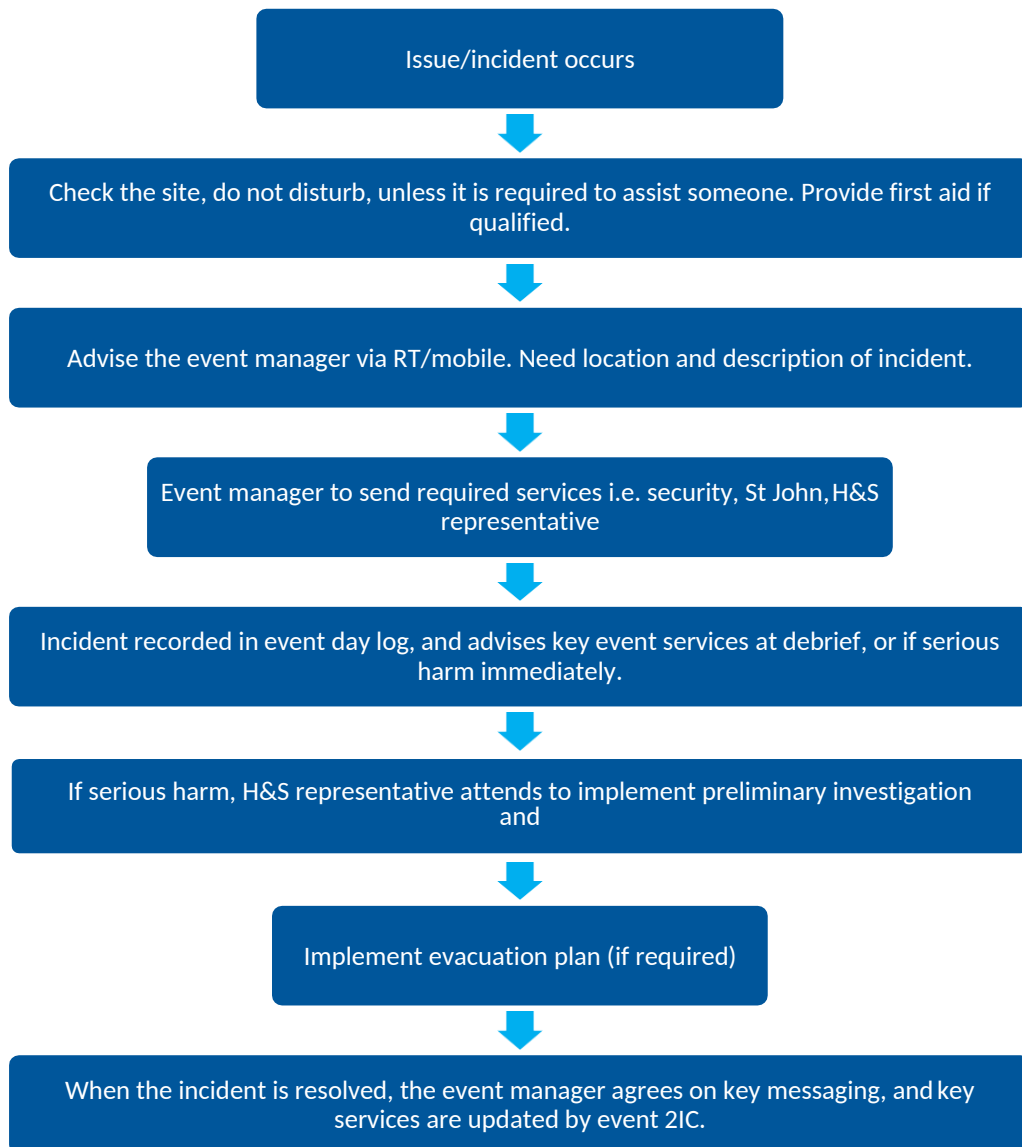 Issue/incident occurs
Check the site, do not disturb, unless it is required to assist someone. Provide first aid if
qualified.
Advise the event manager via RT/mobile. Need location and description of incident.
Event manager to send required services i.e. security, St John, H&S
representative
Incident recorded in event day log, and advises key event services at debrief, or if serious
harm immediately.
If serious harm, H&S representative attends to implement preliminary investigation
and
Implement evacuation plan (if required)
When the incident is resolved, the event manager agrees on key messaging, and key
services are updated by event 2IC.